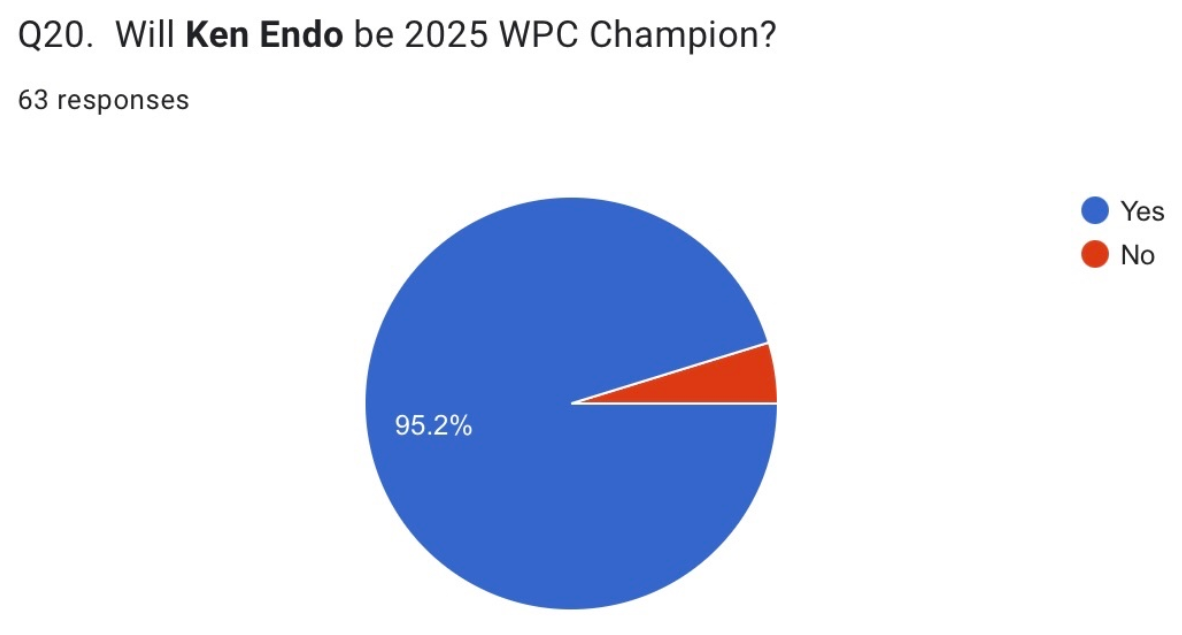 Q20. Will Ken Endo be 2025 WPC Champion?
63 responses
Yes
No
95.2%